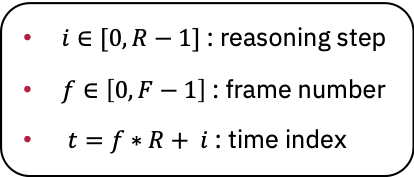 • i ∈ [0, R − 1] : reasoning step
• f ∈ [0, F − 1] : frame number
• t = f ∗ R + i : time index